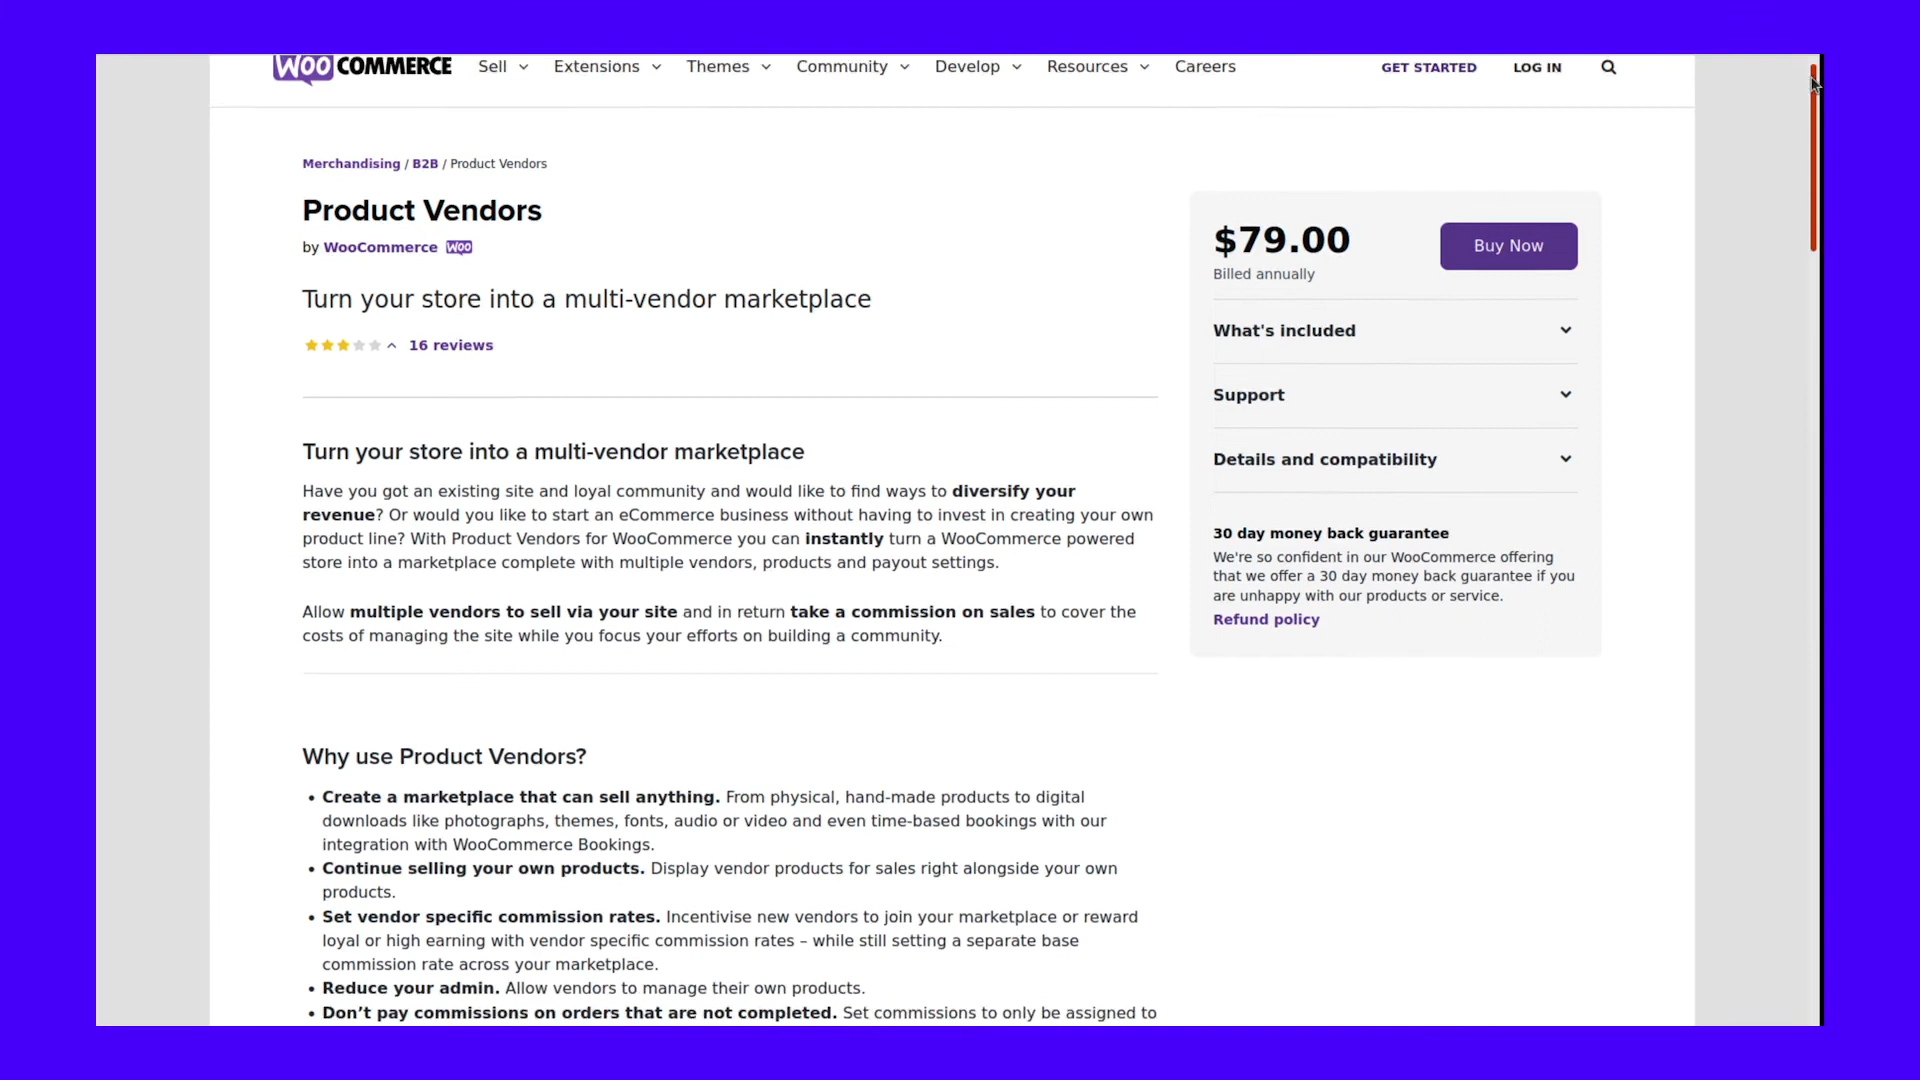 WOO COMMERCE Sell Extensions Themes Community Develop Resources Careers GET STARTED LOG IN
Merchandising / B2B / Product Vendors
Product Vendors
by WooCommerce WOO
Turn your store into a multi-vendor marketplace
16 reviews
$79.00
Buy Now
Billed annually
What's included
Support
Details and compatibility
30 day money back guarantee
We're so confident in our WooCommerce offering
that we offer a 30 day money back guarantee if you
are unhappy with our products or service.
Refund policy
Turn your store into a multi-vendor marketplace
Have you got an existing site and loyal community and would like to find ways to diversify your
revenue? Or would you like to start an eCommerce business without having to invest in creating your own
product line? With Product Vendors for WooCommerce you can instantly turn a WooCommerce powered
store into a marketplace complete with multiple vendors, products and payout settings.
Allow multiple vendors to sell via your site and in return take a commission on sales to cover the
costs of managing the site while you focus your efforts on building a community.
Why use Product Vendors?
• Create a marketplace that can sell anything. From physical, hand-made products to digital
downloads like photographs, themes, fonts, audio or video and even time-based bookings with our
integration with WooCommerce Bookings.
• Continue selling your own products. Display vendor products for sales right alongside your own
products.
• Set vendor specific commission rates. Incentivise new vendors to join your marketplace or reward
loyal or high earning with vendor specific commission rates – while still setting a separate base
commission rate across your marketplace.
• Reduce your admin. Allow vendors to manage their own products.
• Don’t pay commissions on orders that are not completed. Set commissions to only be assigned to